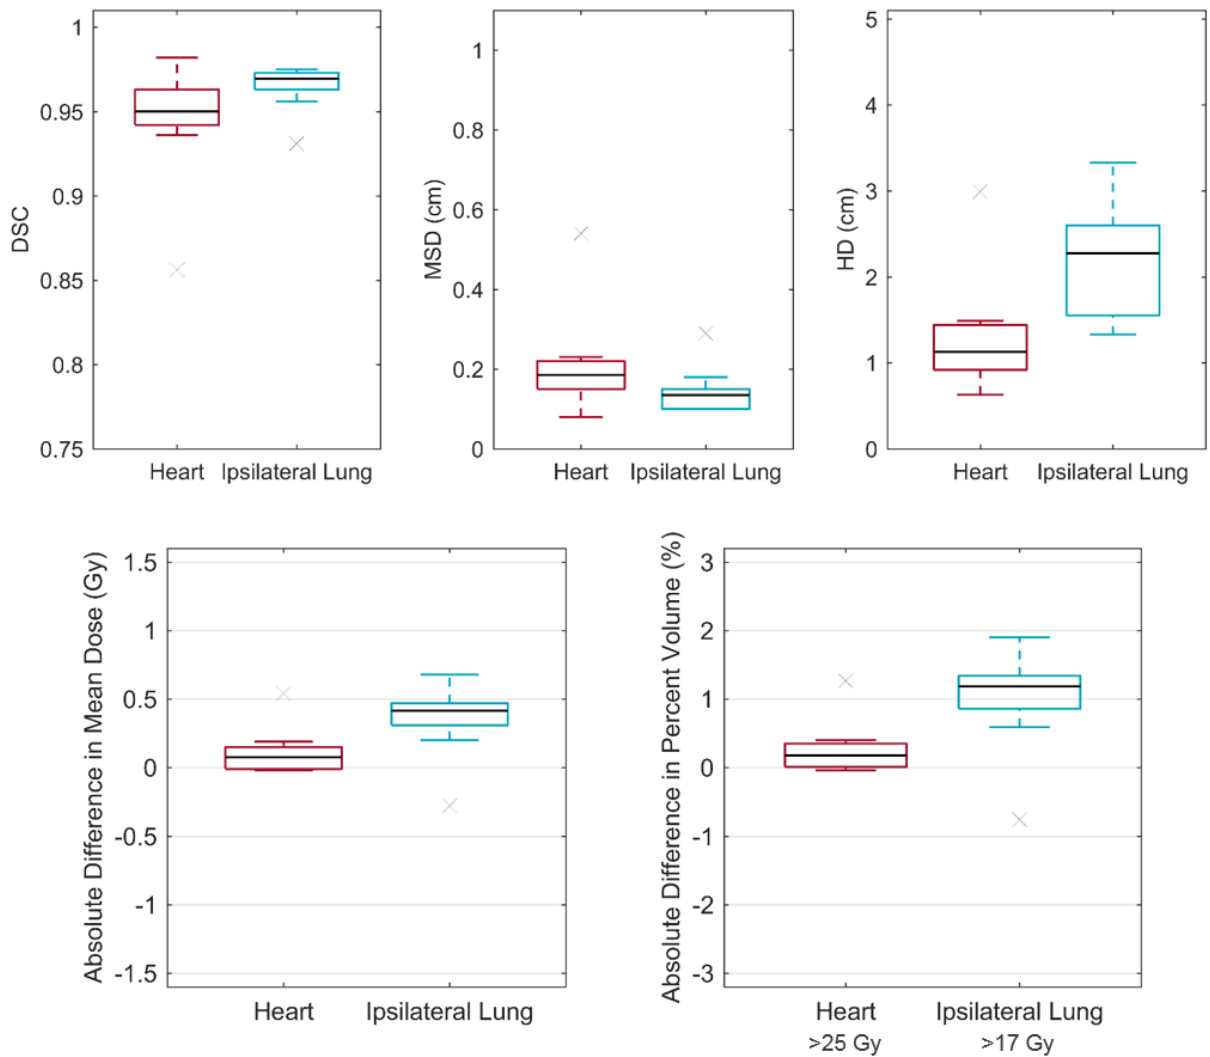 DSC
1
0.95
0.9
0.85
0.8
0.75
Heart Ipsilateral Lung
MSD (cm)
1
0.8
0.6
0.4
0.2
0
Heart Ipsilateral Lung
HD (cm)
5
4
3
2
1
0
Heart Ipsilateral Lung
Absolute Difference in Mean Dose (Gy)
1.5
1
0.5
0
-0.5
-1
-1.5
Heart Ipsilateral Lung
Absolute Difference in Percent Volume (%)
3
2
1
0
-1
-2
-3
Heart Ipsilateral Lung
>25 Gy >17 Gy